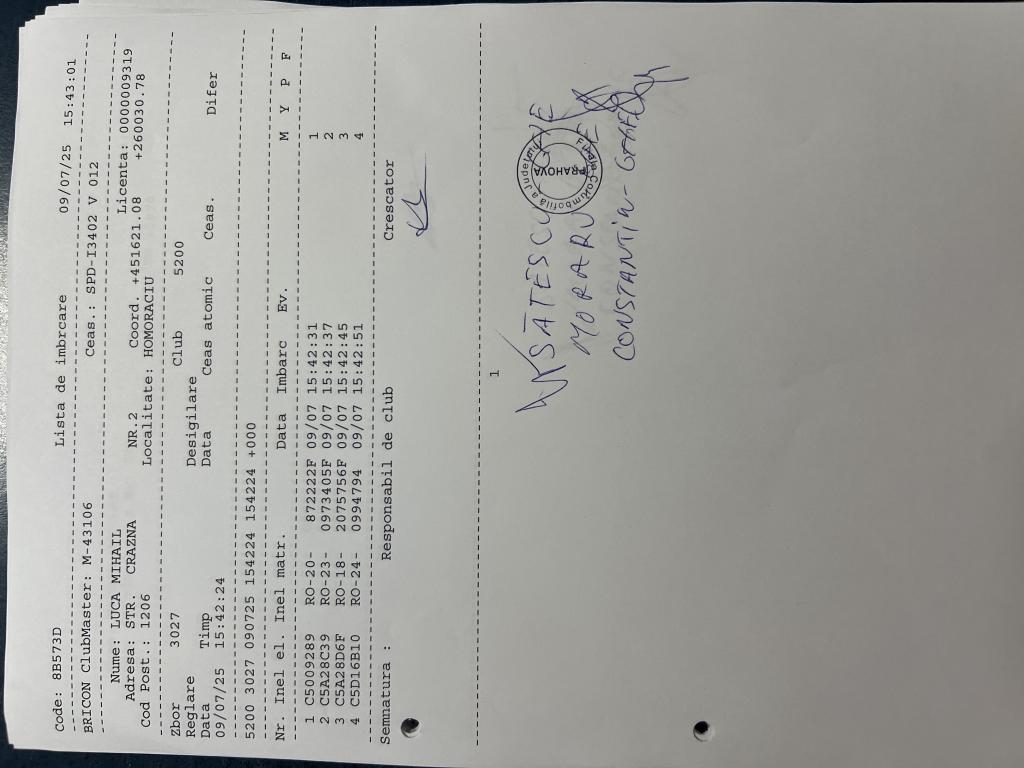 Code: 8B573D Lista de imbrcare 09/07/25 15:43:01
BRICON ClubMaster: M-43106 Ceas.: SPD-I3402 V 012
Nume: LUCA MIHAIL Licenta: 0000009319
Adresa: STR. CRAZNA NR.2 Coord. +451621.08 +260030.78
Cod Post.: 1206 Localitate: HOMORACIU
Zbor 3027 Club 5200
Reglare Desigilare
Data Timp Data Ceas atomic Ceas. Difer
09/07/25 15:42:24
5200 3027 090725 154224 154224 +000
Nr. Inel el. Inel matr. Data Imbarc Ev. M Y P F
1 C5009289 RO-20- 872222F 09/07 15:42:31 1
2 C5A28C39 RO-23- 0973405F 09/07 15:42:37 2
3 C5A28D6F RO-18- 2075756F 09/07 15:42:45 3
4 C5D16B10 RO-24- 0994794 09/07 15:42:51 4
Semnatura : Responsabil de club Crescator
1
MORARU
CONSTANTIN-
PRAHOVA